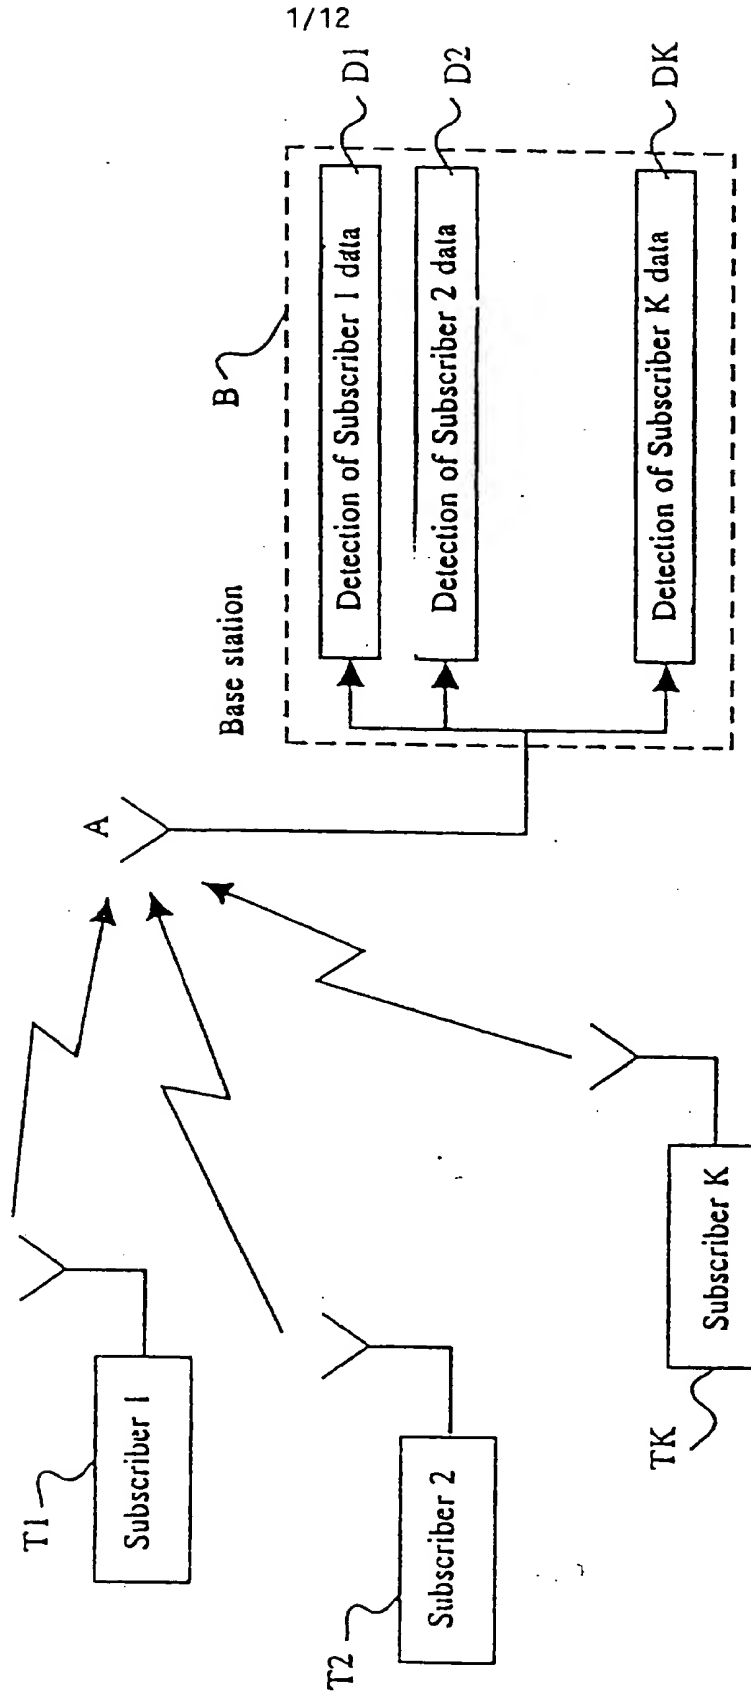 1/12
T1
Subscriber 1
T2
Subscriber 2
TK
Subscriber K
A
Base station
B
Detection of Subscriber 1 data
D1
Detection of Subscriber 2 data
D2
Detection of Subscriber K data
DK